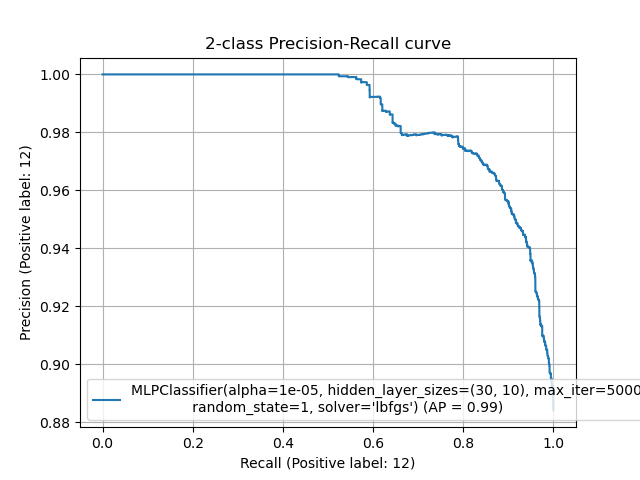 2-class Precision-Recall curve
Precision (Positive label: 12)
1.00
0.98
0.96
0.94
0.92
0.90
0.88
MLPClassifier(alpha=1e-05, hidden_layer_sizes=(30, 10), max_iter=5000
random_state=1, solver='lbfgs') (AP = 0.99)
0.0 0.2 0.4 0.6 0.8 1.0
Recall (Positive label: 12)